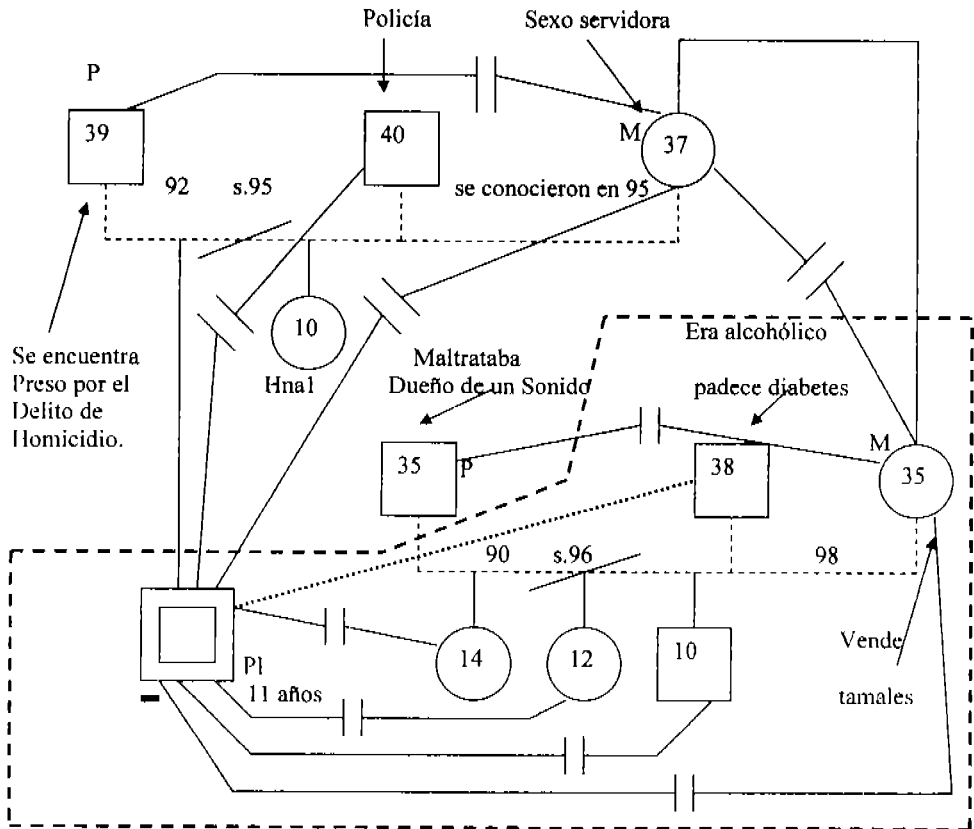 Policía
Sexo servidora
P
39
40
M
37
92
s.95
se conocieron en 95
10
Hna1
Se encuentra
Preso por el
Delito de
Homicidio.
Maltrataba
Dueño de un Sonido
Era alcohólico
padece diabetes
35
P
38
M
35
90
s.96
98
14
12
10
P1
11 años
Vende
tamales